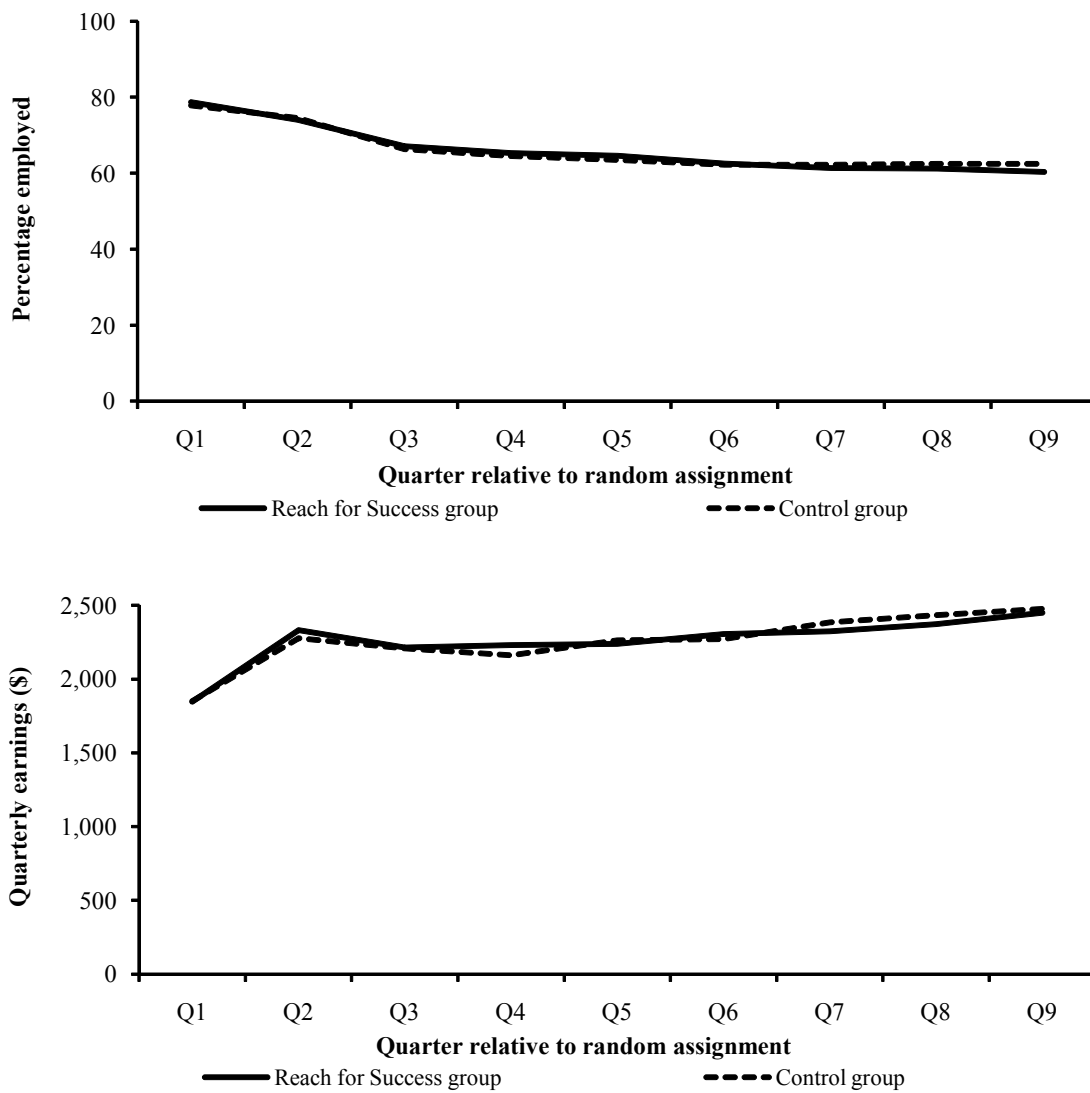 100
80
60
40
20
0
Percentage employed
Q1 Q2 Q3 Q4 Q5 Q6 Q7 Q8 Q9
Quarter relative to random assignment
Reach for Success group Control group
2,500
2,000
1,500
1,000
500
0
Quarterly earnings ($)
Q1 Q2 Q3 Q4 Q5 Q6 Q7 Q8 Q9
Quarter relative to random assignment
Reach for Success group Control group